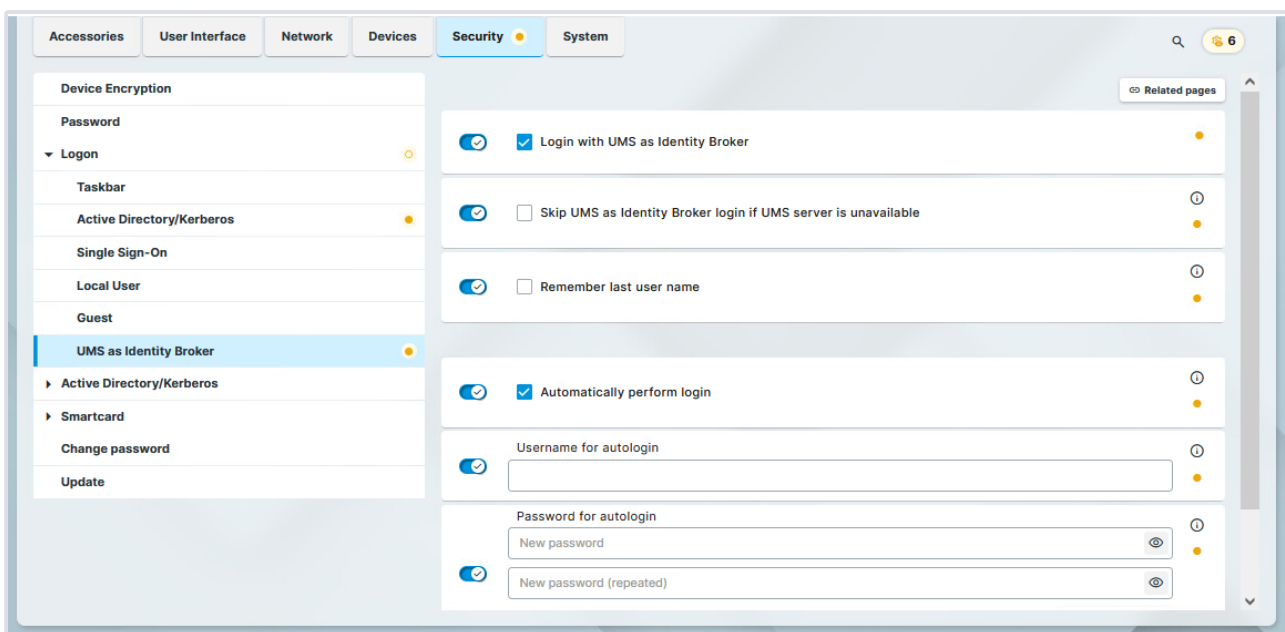 Accessories
User Interface
Network
Devices
Security
System
6
Related pages
Device Encryption
Password
Logon
Taskbar
Active Directory/Kerberos
Single Sign-On
Local User
Guest
UMS as Identity Broker
Active Directory/Kerberos
Smartcard
Change password
Update
Login with UMS as Identity Broker
Skip UMS as Identity Broker login if UMS server is unavailable
Remember last user name
Automatically perform login
Username for autologin
Password for autologin
New password
New password (repeated)